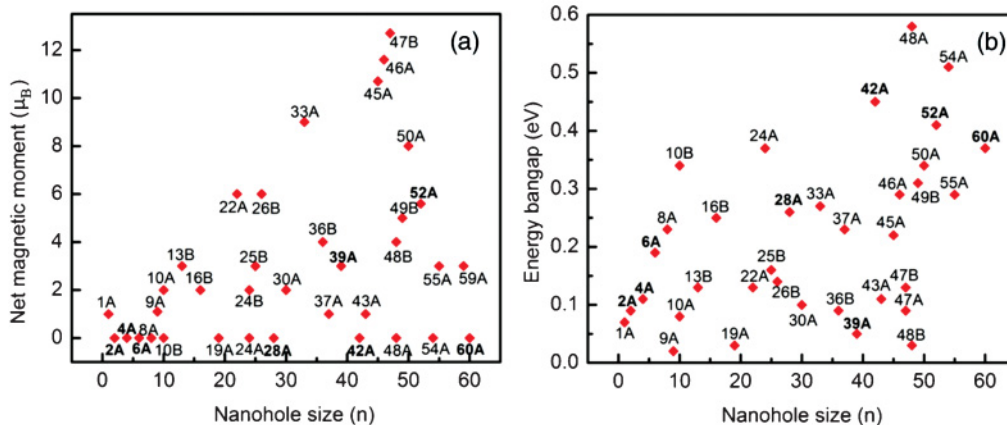 (a)
Net magnetic moment (μB)
12
10
8
6
4
2
0
47B
46A
45A
33A
50A
22A
26B
52A
49B
36B
48B
13B
25B
39A
55A
59A
10A
16B
24B
30A
1A
9A
37A
43A
4A
8A
2A
6A
10B
19A
24A
28A
42A
48A
54A
60A
0 10 20 30 40 50 60
Nanohole size (n)
(b)
Energy bangap (eV)
0.6
0.5
0.4
0.3
0.2
0.1
0.0
48A
54A
42A
52A
24A
60A
10B
50A
46A
49B
55A
33A
28A
16B
8A
37A
45A
6A
25B
26B
22A
13B
47B
4A
2A
43A
30A
47A
36B
10A
1A
39A
19A
48B
9A
0 10 20 30 40 50 60
Nanohole size (n)